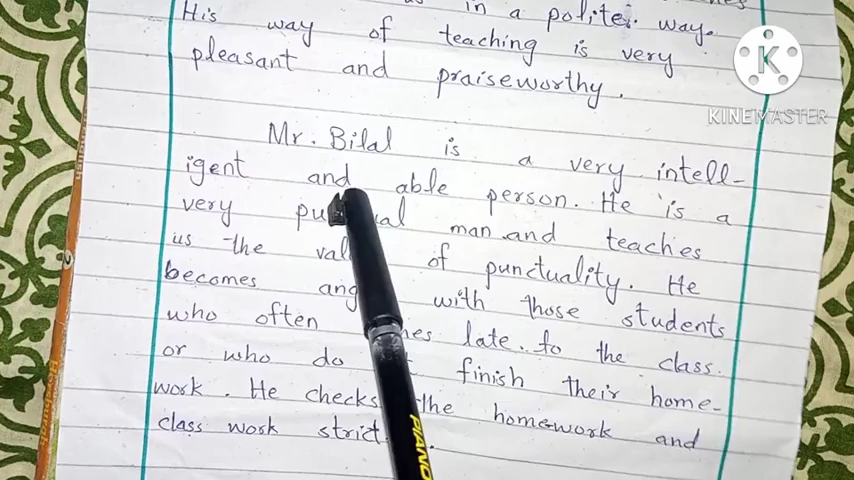 in a polite way.
His way of teaching is very
pleasant and praiseworthy.
Mr. Bilal is a very intell-
igent and able person. He is a
very man and teaches
us the of punctuality. He
becomes with those students
who often late to the class.
or who do finish their home-
work. He checks the homework and
class work
K
KINEMASTER
PIANO